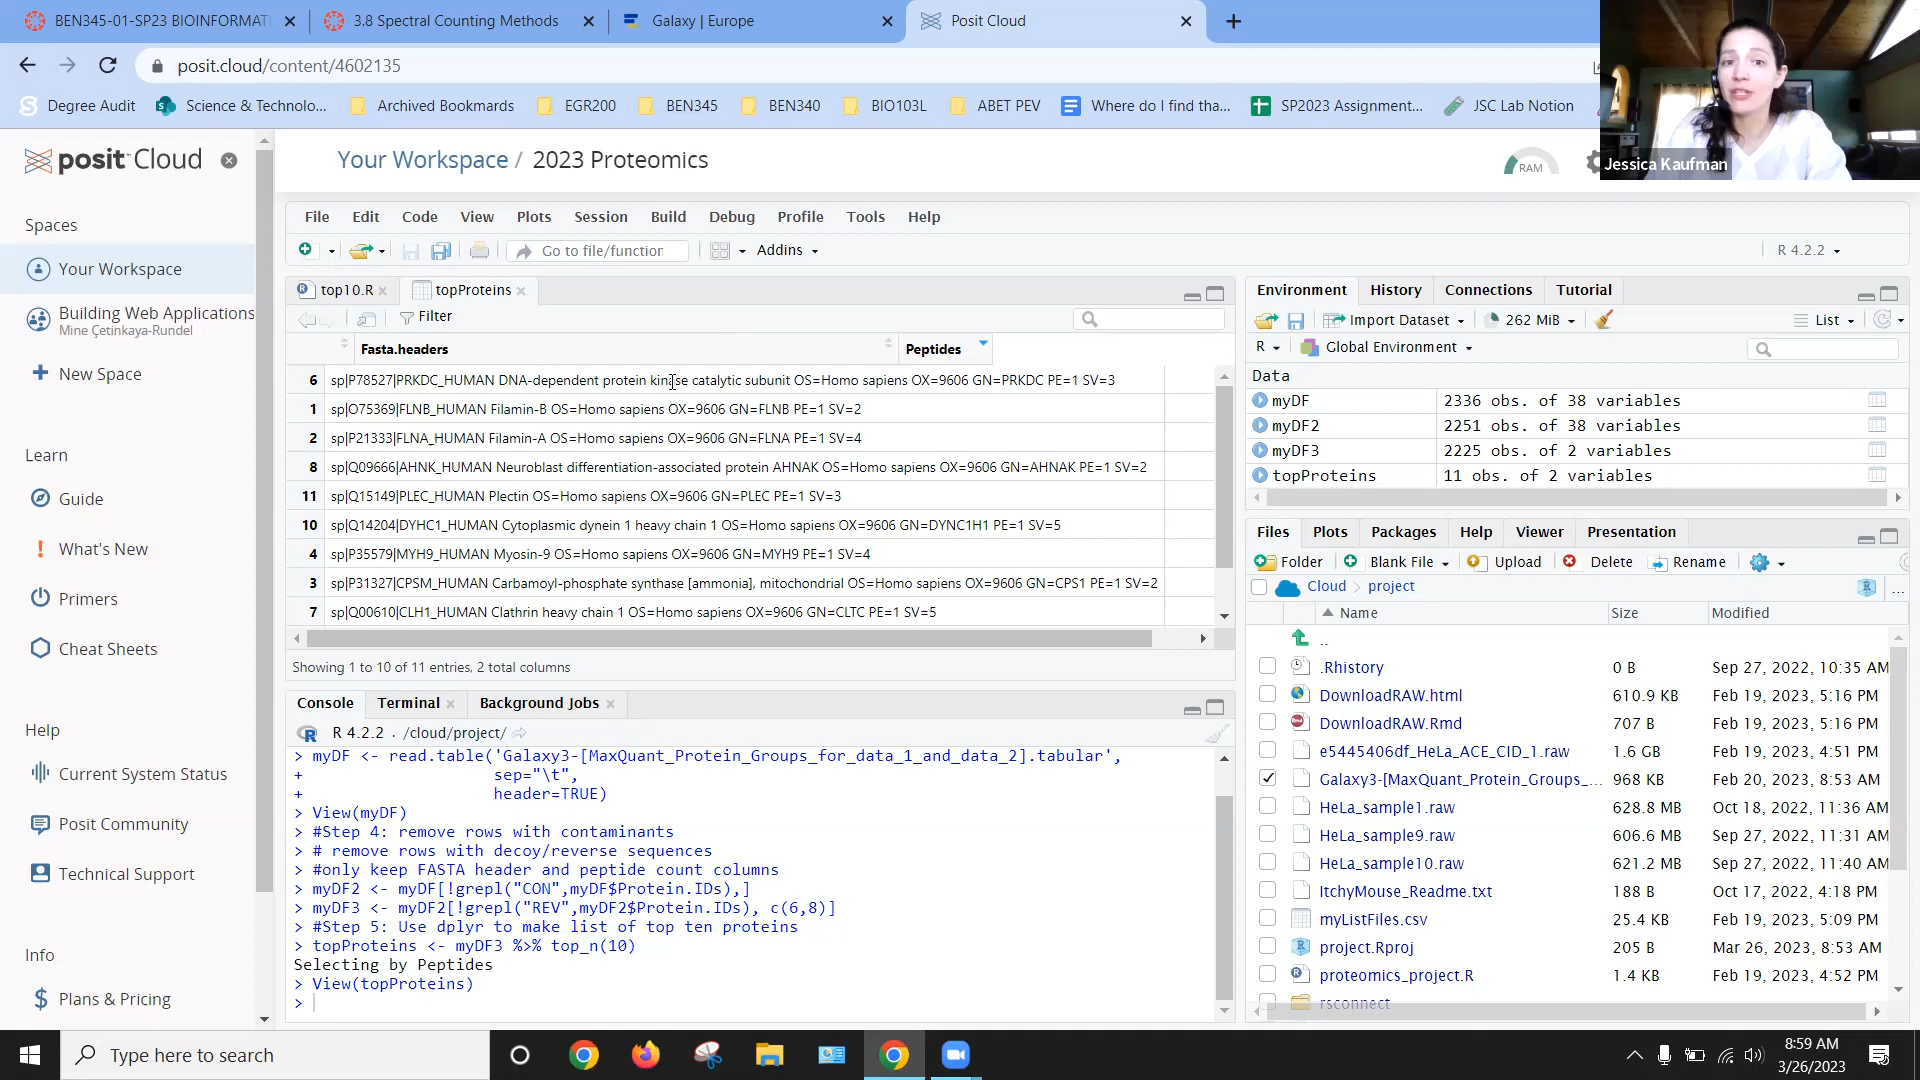 BEN345-01-SP23 BIOINFORMATI
3.8 Spectral Counting Methods
Galaxy | Europe
Posit Cloud
posit.cloud/content/4602135
Degree Audit
Science & Technolo...
Archived Bookmarks
EGR200
BEN345
BEN340
BIO103L
ABET PEV
Where do I find tha...
SP2023 Assignment...
JSC Lab Notion
Jessica Kaufman
posit Cloud
Your Workspace / 2023 Proteomics
RAM
Spaces
Your Workspace
Building Web Applications
Mine Çetinkaya-Rundel
New Space
Learn
Guide
What's New
Primers
Cheat Sheets
Help
Current System Status
Posit Community
Technical Support
Info
Plans & Pricing
File Edit Code View Plots Session Build Debug Profile Tools Help
Go to file/function
Addins
R 4.2.2
top10.R
topProteins
Filter
Fasta.headers Peptides
6 sp|P78527|PRKDC_HUMAN DNA-dependent protein kinase catalytic subunit OS=Homo sapiens OX=9606 GN=PRKDC PE=1 SV=3
1 sp|O75369|FLNB_HUMAN Filamin-B OS=Homo sapiens OX=9606 GN=FLNB PE=1 SV=2
2 sp|P21333|FLNA_HUMAN Filamin-A OS=Homo sapiens OX=9606 GN=FLNA PE=1 SV=4
8 sp|Q09666|AHNK_HUMAN Neuroblast differentiation-associated protein AHNAK OS=Homo sapiens OX=9606 GN=AHNAK PE=1 SV=2
11 sp|Q15149|PLEC_HUMAN Plectin OS=Homo sapiens OX=9606 GN=PLEC PE=1 SV=3
10 sp|Q14204|DYHC1_HUMAN Cytoplasmic dynein 1 heavy chain 1 OS=Homo sapiens OX=9606 GN=DYNC1H1 PE=1 SV=5
4 sp|P35579|MYH9_HUMAN Myosin-9 OS=Homo sapiens OX=9606 GN=MYH9 PE=1 SV=4
3 sp|P31327|CPSM_HUMAN Carbamoyl-phosphate synthase [ammonia], mitochondrial OS=Homo sapiens OX=9606 GN=CPS1 PE=1 SV=2
7 sp|Q00610|CLH1_HUMAN Clathrin heavy chain 1 OS=Homo sapiens OX=9606 GN=CLTC PE=1 SV=5
Showing 1 to 10 of 11 entries, 2 total columns
Console Terminal Background Jobs
R 4.2.2 · /cloud/project/
> myDF <- read.table('Galaxy3-[MaxQuant_Protein_Groups_for_data_1_and_data_2].tabular',
+ sep="\t",
+ header=TRUE)
> View(myDF)
> #Step 4: remove rows with contaminants
> # remove rows with decoy/reverse sequences
> #only keep FASTA header and peptide count columns
> myDF2 <- myDF[!grepl("CON",myDF$Protein.IDs),]
> myDF3 <- myDF2[!grepl("REV",myDF2$Protein.IDs), c(6,8)]
> #Step 5: Use dplyr to make list of top ten proteins
> topProteins <- myDF3 %>% top_n(10)
Selecting by Peptides
> View(topProteins)
>
Environment History Connections Tutorial
Import Dataset
262 MiB
List
R
Global Environment
Data
myDF 2336 obs. of 38 variables
myDF2 2251 obs. of 38 variables
myDF3 2225 obs. of 2 variables
topProteins 11 obs. of 2 variables
Files Plots Packages Help Viewer Presentation
Folder Blank File Upload Delete Rename
Cloud > project
...
Name Size Modified
..
.Rhistory 0 B Sep 27, 2022, 10:35 AM
DownloadRAW.html 610.9 KB Feb 19, 2023, 5:16 PM
DownloadRAW.Rmd 707 B Feb 19, 2023, 5:16 PM
e5445406df_HeLa_ACE_CID_1.raw 1.6 GB Feb 19, 2023, 4:51 PM
Galaxy3-[MaxQuant_Protein_Groups_... 968 KB Feb 20, 2023, 8:53 AM
HeLa_sample1.raw 628.8 MB Oct 18, 2022, 11:36 AM
HeLa_sample9.raw 606.6 MB Sep 27, 2022, 11:31 AM
HeLa_sample10.raw 621.2 MB Sep 27, 2022, 11:40 AM
ItchyMouse_Readme.txt 188 B Oct 17, 2022, 4:18 PM
myListFiles.csv 25.4 KB Feb 19, 2023, 5:09 PM
project.Rproj 205 B Mar 26, 2023, 8:53 AM
proteomics_project.R 1.4 KB Feb 19, 2023, 4:52 PM
rsconnect
Type here to search
8:59 AM
3/26/2023